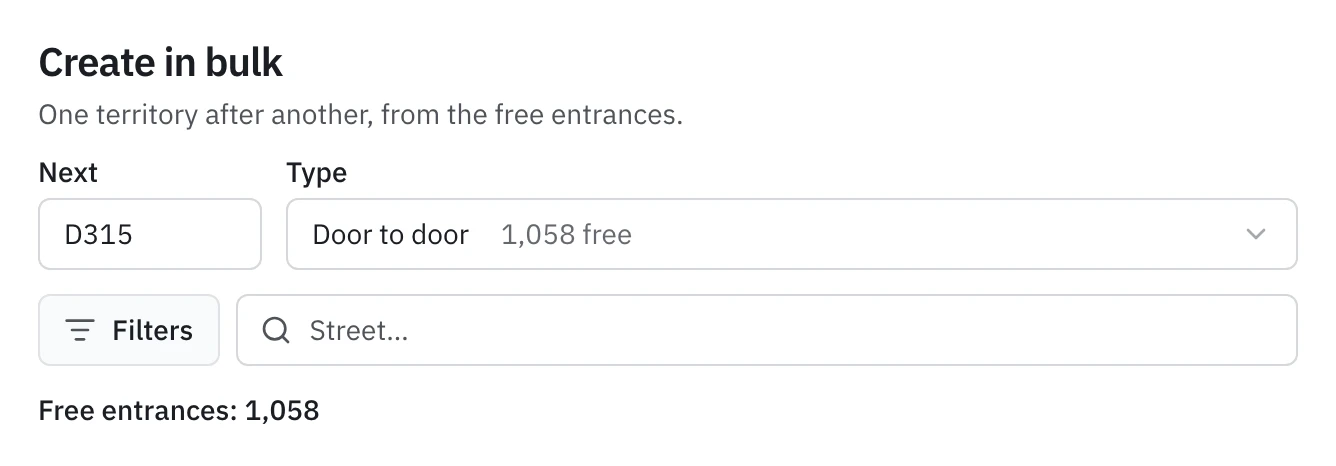 Create in bulk
One territory after another, from the free entrances.
Next Type
D315 Door to door 1,058 free
Filters Street...
Free entrances: 1,058